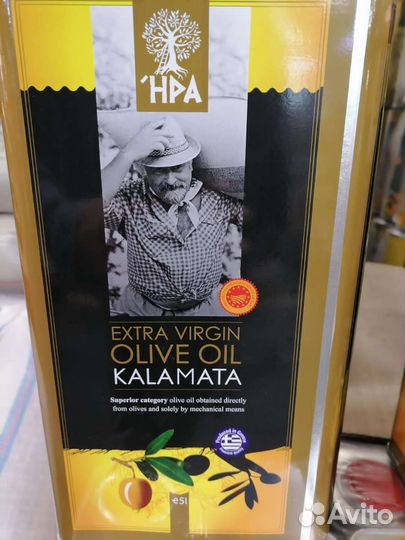 ΉΡΑ
EXTRA VIRGIN
OLIVE OIL
KALAMATA
Superior category olive oil obtained directly
from olives and solely by mechanical means
Produced in Greece
e5l
Avito